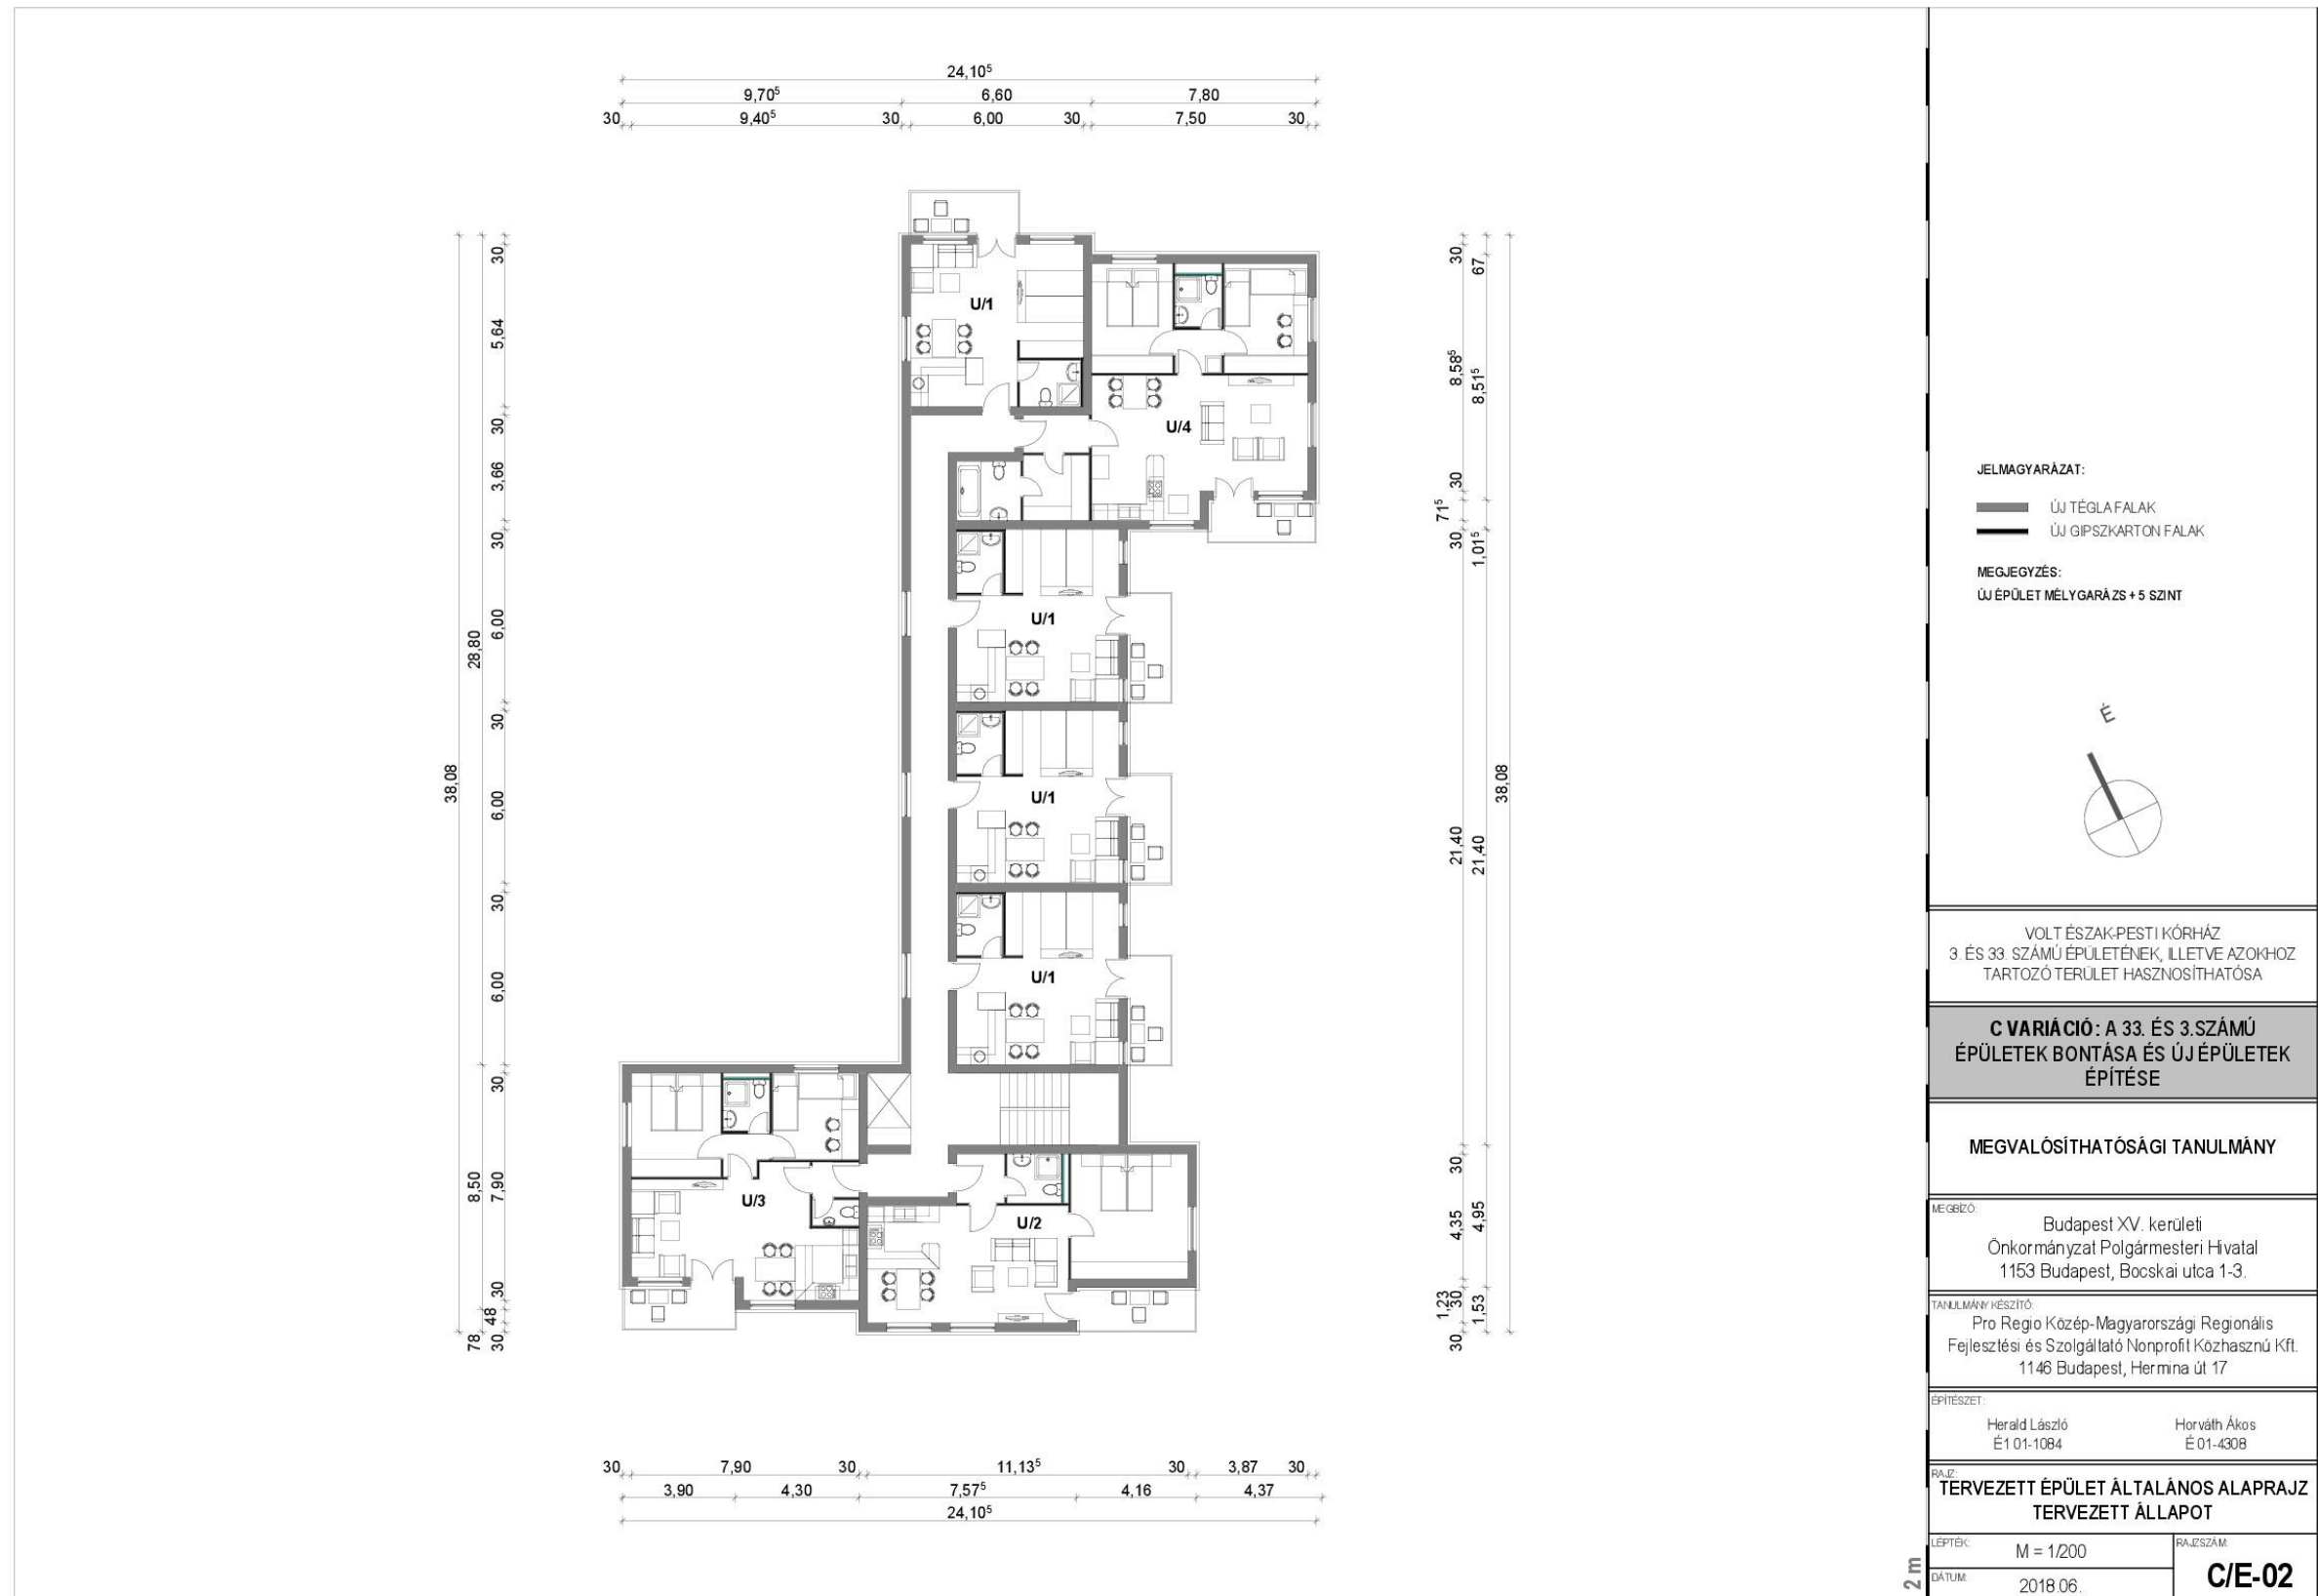 24,10⁵
9,70⁵ 6,60 7,80
30 9,40⁵ 30 6,00 30 7,50 30
38,08
28,80
8,50
78
30
5,64
30
3,66
30
6,00
30
6,00
30
6,00
30
7,90
30
48
30
U/1
U/4
U/1
U/1
U/1
U/3
U/2
30
8,58⁵
30
71⁵
30
21,40
30
4,35
30
1,23
30
67
8,51⁵
1,01⁵
21,40
4,95
1,53
38,08
30 7,90 30 11,13⁵ 30 3,87 30
3,90 4,30 7,57⁵ 4,16 4,37
24,10⁵
JELMAGYARÁZAT:
ÚJ TÉGLA FALAK
ÚJ GIPSZKARTON FALAK
MEGJEGYZÉS:
ÚJ ÉPÜLET MÉLYGARÁZS + 5 SZINT
É
VOLT ÉSZAK-PESTI KÓRHÁZ
3. ÉS 33. SZÁMÚ ÉPÜLETÉNEK, ILLETVE AZOKHOZ
TARTOZÓ TERÜLET HASZNOSÍTHATÓSA
C VARIÁCIÓ: A 33. ÉS 3.SZÁMÚ
ÉPÜLETEK BONTÁSA ÉS ÚJ ÉPÜLETEK
ÉPÍTÉSE
MEGVALÓSÍTHATÓSÁGI TANULMÁNY
MEGBÍZÓ:
Budapest XV. kerületi
Önkormányzat Polgármesteri Hivatal
1153 Budapest, Bocskai utca 1-3.
TANULMÁNY KÉSZÍTŐ:
Pro Regio Közép-Magyarországi Regionális
Fejlesztési és Szolgáltató Nonprofit Közhasznú Kft.
1146 Budapest, Hermina út 17
ÉPÍTÉSZET:
Herald László Horváth Ákos
É1 01-1084 É 01-4308
RAJZ:
TERVEZETT ÉPÜLET ÁLTALÁNOS ALAPRAJZ
TERVEZETT ÁLLAPOT
LÉPTÉK: M = 1/200 RAJZSZÁM:
DÁTUM: 2018.06. C/E-02
2 m